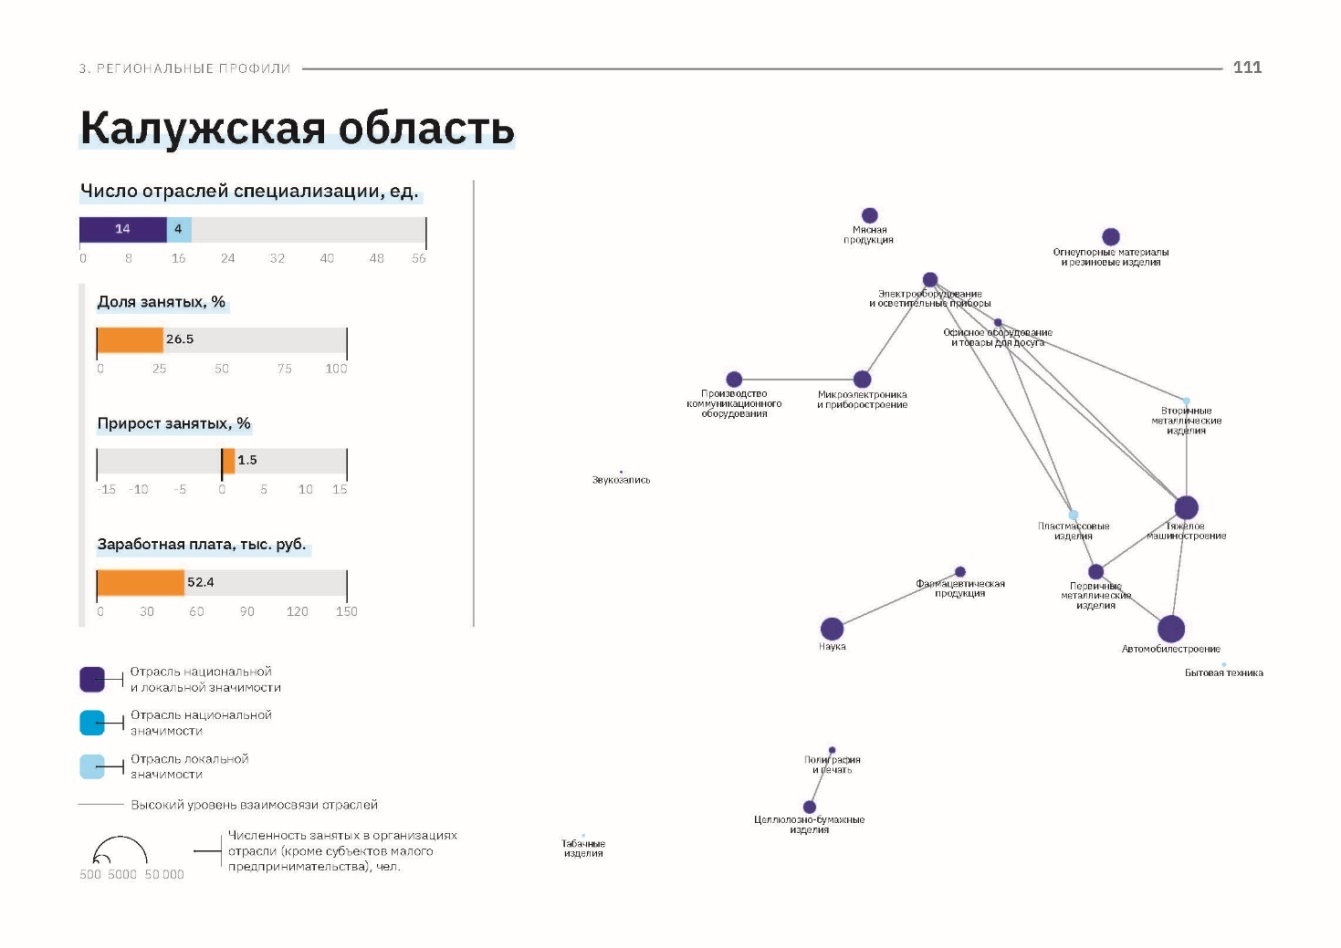 3. РЕГИОНАЛЬНЫЕ ПРОФИЛИ
111
Калужская область
Число отраслей специализации, ед.
14 4
0 8 16 24 32 40 48 56
Доля занятых, %
26.5
0 25 50 75 100
Прирост занятых, %
1.5
-15 -10 -5 0 5 10 15
Заработная плата, тыс. руб.
52.4
0 30 60 90 120 150
Отрасль национальной
и локальной значимости
Отрасль национальной
значимости
Отрасль локальной
значимости
Высокий уровень взаимосвязи отраслей
Численность занятых в организациях
отрасли (кроме субъектов малого
предпринимательства), чел.
500 5000 50 000
Мясная
продукция
Огнеупорные материалы
и резиновые изделия
Электрооборудование
и осветительные приборы
Офисное оборудование
и товары для досуга
Производство
коммуникационного
оборудования
Микроэлектроника
и приборостроение
Вторичные
металлические
изделия
Звукозапись
Пластмассовые
изделия
Тяжелое
машиностроение
Фармацевтическая
продукция
Первичные
металлические
изделия
Наука
Автомобилестроение
Бытовая техника
Полиграфия
и печать
Целлюлозно-бумажные
изделия
Табачные
изделия